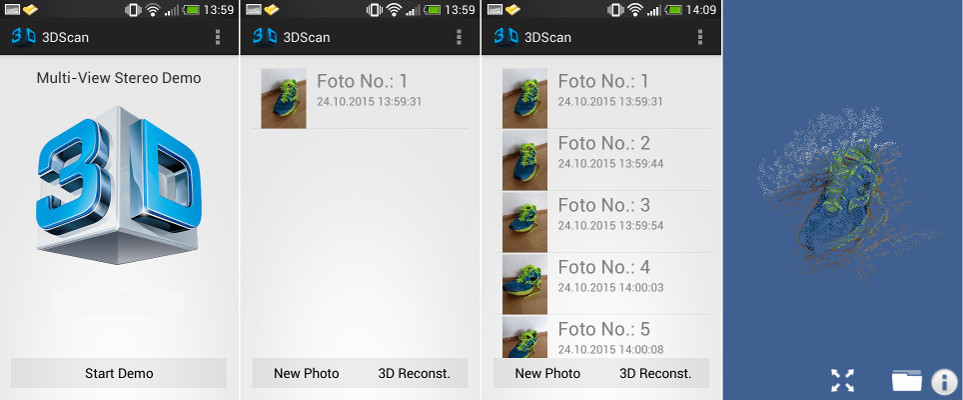 13:59
3DScan
Multi-View Stereo Demo
3D
Start Demo
13:59
3DScan
Foto No.: 1
24.10.2015 13:59:31
New Photo
3D Reconst.
14:09
3DScan
Foto No.: 1
24.10.2015 13:59:31
Foto No.: 2
24.10.2015 13:59:44
Foto No.: 3
24.10.2015 13:59:54
Foto No.: 4
24.10.2015 14:00:03
Foto No.: 5
24.10.2015 14:00:08
New Photo
3D Reconst.